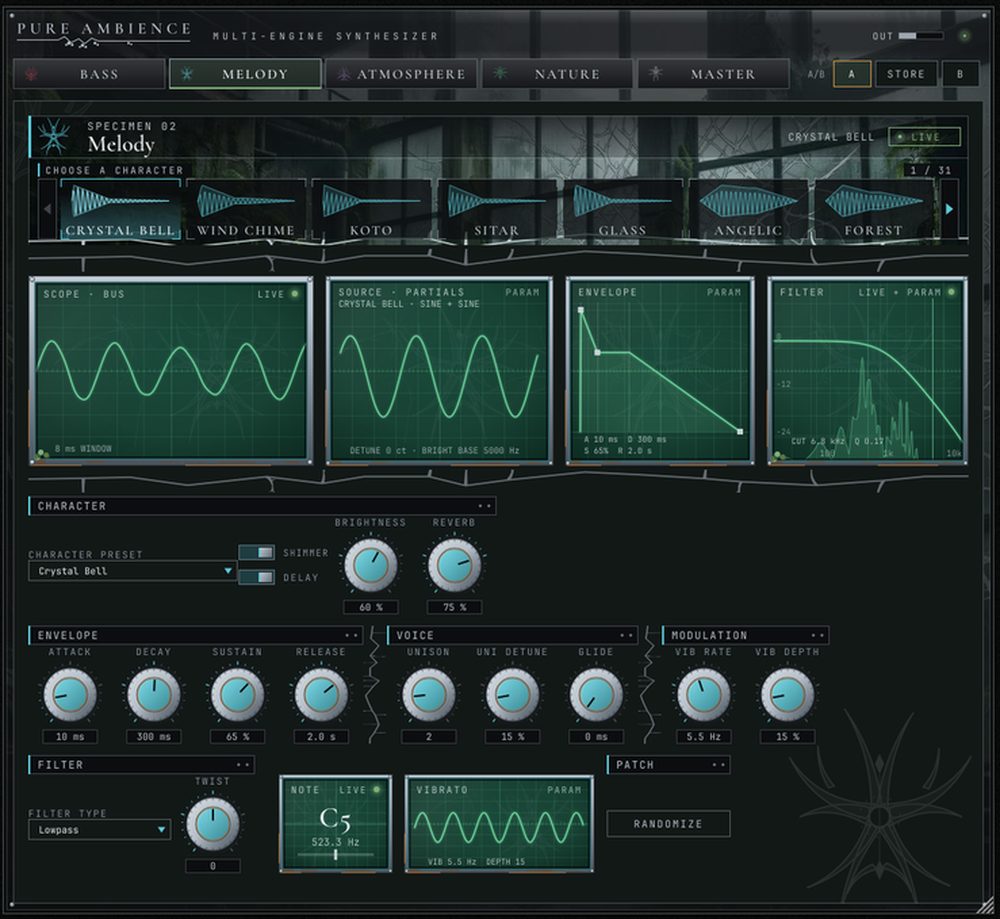 PURE AMBIENCE
MULTI-ENGINE SYNTHESIZER
OUT
BASS
MELODY
ATMOSPHERE
NATURE
MASTER
A/B
A
STORE
B
SPECIMEN 02
Melody
CRYSTAL BELL
LIVE
CHOOSE A CHARACTER
1 / 31
CRYSTAL BELL
WIND CHIME
KOTO
SITAR
GLASS
ANGELIC
FOREST
SCOPE · BUS
LIVE
8 ms WINDOW
SOURCE · PARTIALS
PARAM
CRYSTAL BELL · SINE + SINE
DETUNE 0 ct · BRIGHT BASE 5000 Hz
ENVELOPE
PARAM
A 10 ms D 300 ms
S 65% R 2.0 s
FILTER
LIVE + PARAM
0
-12
-24
CUT 6.8 kHz Q 0.17
100
1k
10k
CHARACTER
BRIGHTNESS
REVERB
CHARACTER PRESET
Crystal Bell
SHIMMER
DELAY
60 %
75 %
ENVELOPE
VOICE
MODULATION
ATTACK
DECAY
SUSTAIN
RELEASE
UNISON
UNI DETUNE
GLIDE
VIB RATE
VIB DEPTH
10 ms
300 ms
65 %
2.0 s
2
15 %
0 ms
5.5 Hz
15 %
FILTER
PATCH
TWIST
FILTER TYPE
Lowpass
0
NOTE
LIVE
C5
523.3 Hz
VIBRATO
PARAM
VIB 5.5 Hz DEPTH 15
RANDOMIZE